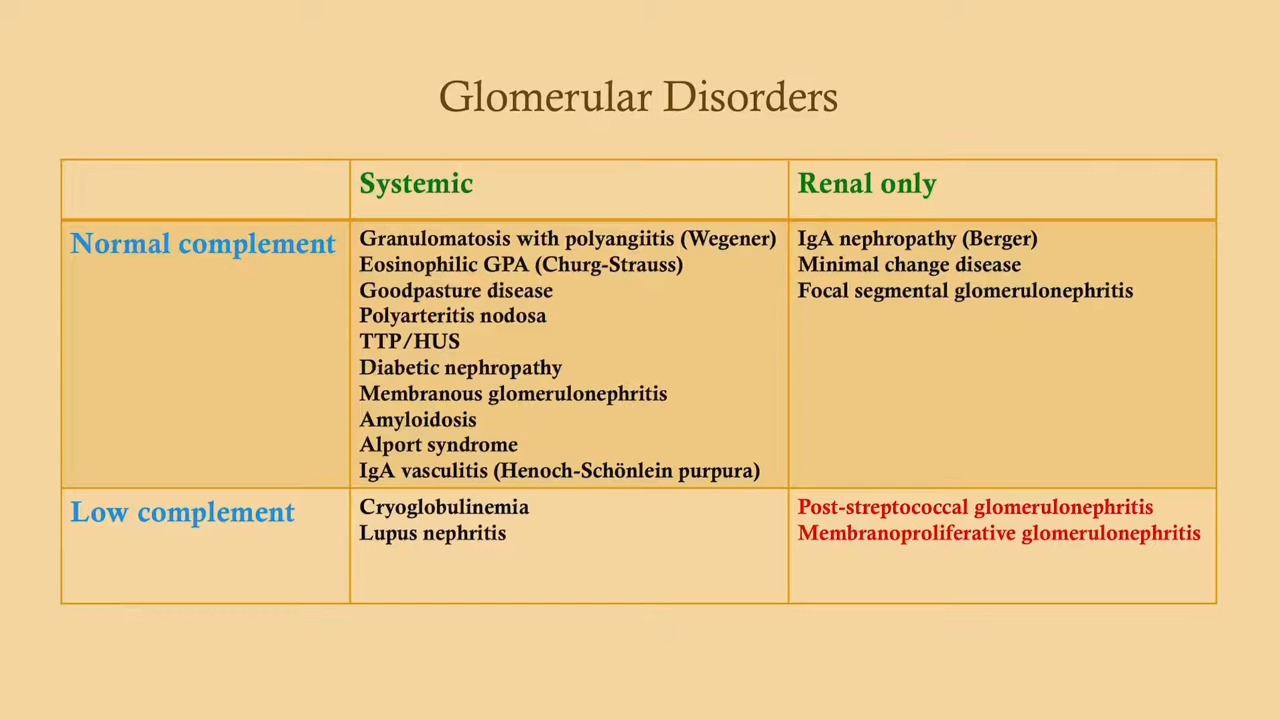 Glomerular Disorders
Systemic
Renal only
Normal complement
Granulomatosis with polyangiitis (Wegener)
Eosinophilic GPA (Churg-Strauss)
Goodpasture disease
Polyarteritis nodosa
TTP/HUS
Diabetic nephropathy
Membranous glomerulonephritis
Amyloidosis
Alport syndrome
IgA vasculitis (Henoch-Schönlein purpura)
IgA nephropathy (Berger)
Minimal change disease
Focal segmental glomerulonephritis
Low complement
Cryoglobulinemia
Lupus nephritis
Post-streptococcal glomerulonephritis
Membranoproliferative glomerulonephritis